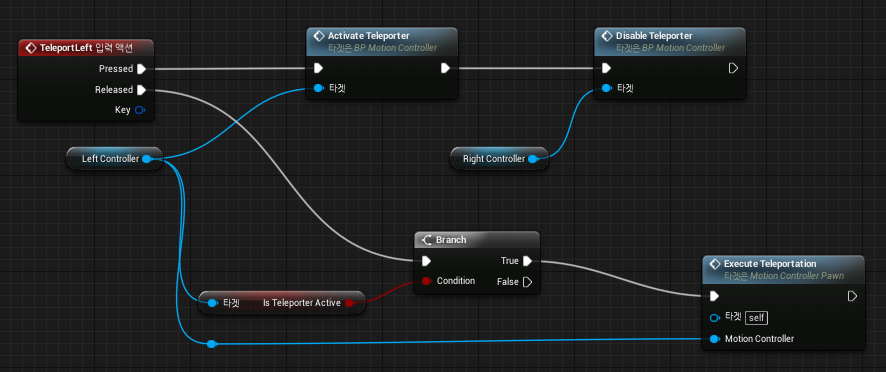 TeleportLeft 입력 액션
Pressed
Released
Key
Activate Teleporter
타겟은 BP Motion Controller
타겟
Disable Teleporter
타겟은 BP Motion Controller
타겟
Left Controller
Right Controller
Branch
True
Condition
False
타겟
Is Teleporter Active
Execute Teleportation
타겟은 Motion Controller Pawn
타겟 self
Motion Controller